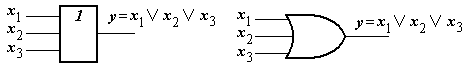 x₁
x₂
x₃
1
y = x₁ ∨ x₂ ∨ x₃
x₁
x₂
x₃
y = x₁ ∨ x₂ ∨ x₃